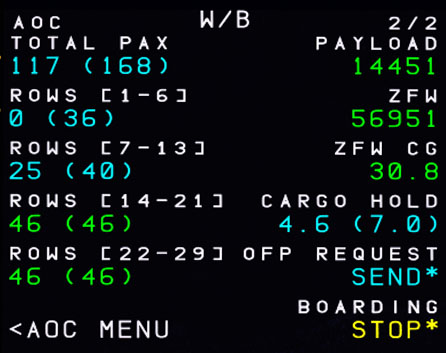 AOC W/B 2/2
TOTAL PAX PAYLOAD
117 (168) 14451
ROWS [1-6] ZFW
0 (36) 56951
ROWS [7-13] ZFW CG
25 (40) 30.8
ROWS [14-21] CARGO HOLD
46 (46) 4.6 (7.0)
ROWS [22-29] OFP REQUEST
46 (46) SEND*
BOARDING
<AOC MENU STOP*